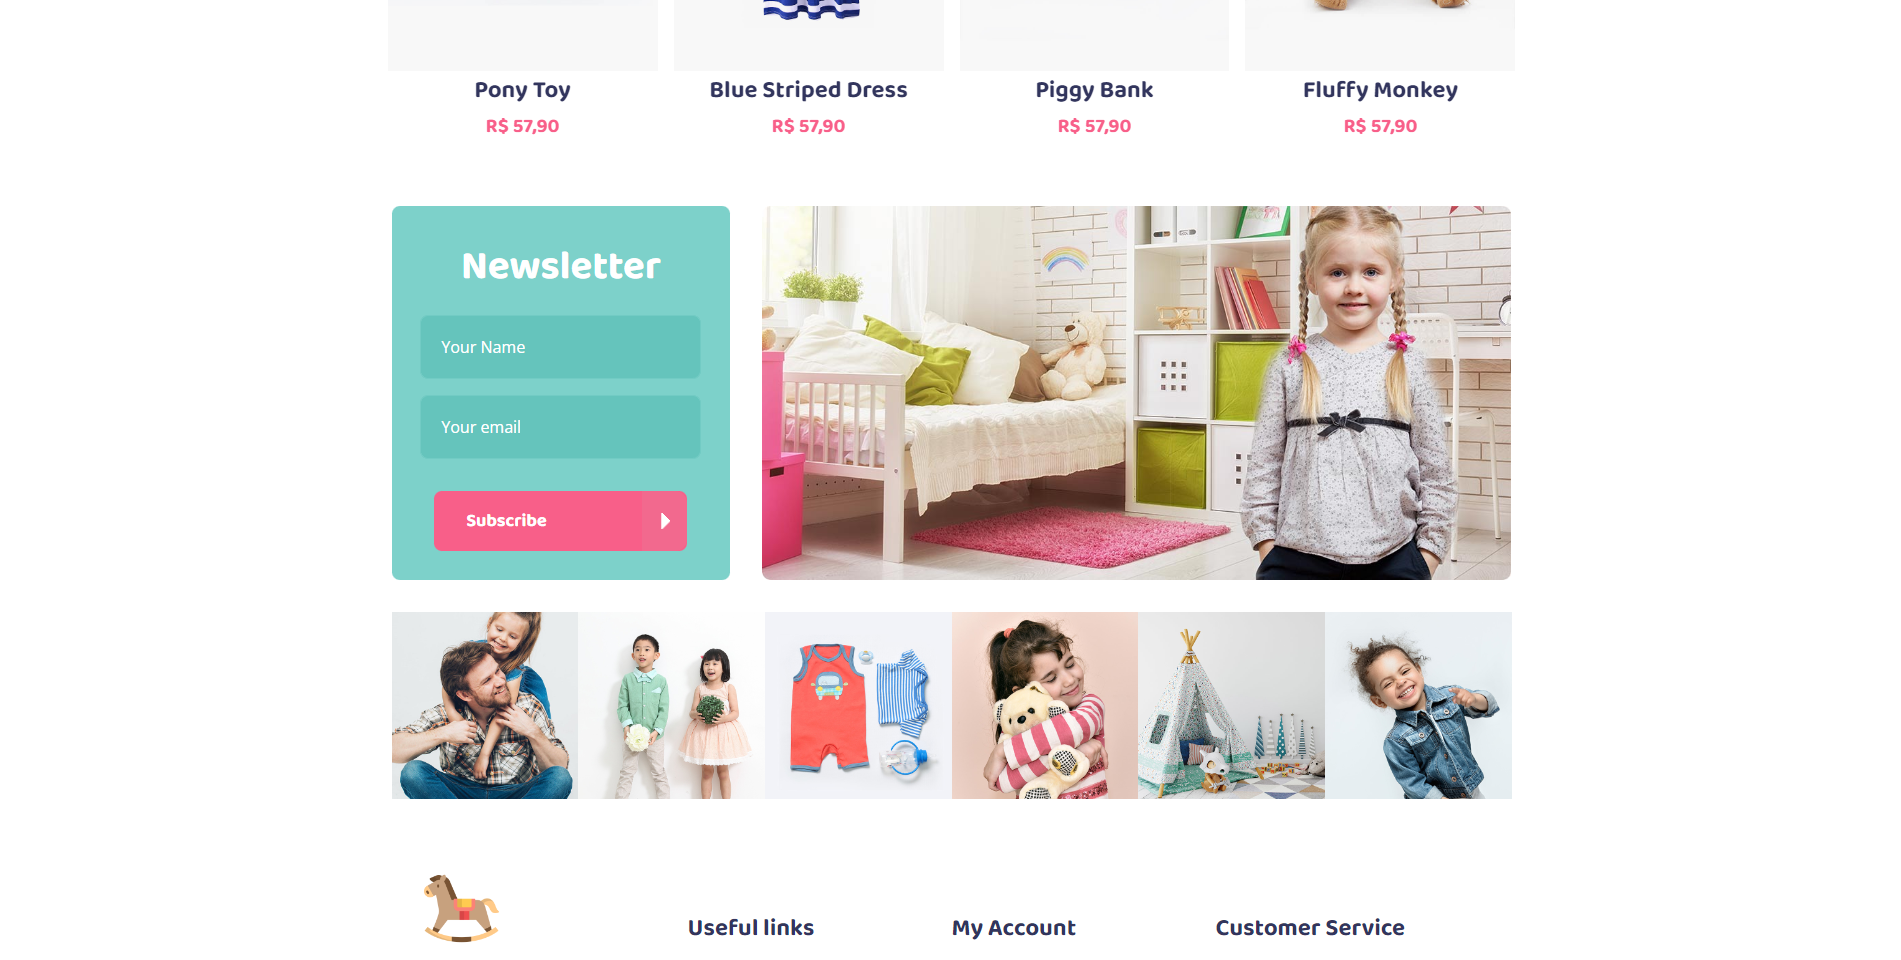 Pony Toy
Blue Striped Dress
Piggy Bank
Fluffy Monkey
R$ 57,90
R$ 57,90
R$ 57,90
R$ 57,90
Newsletter
Your Name
Your email
Subscribe
Useful links
My Account
Customer Service